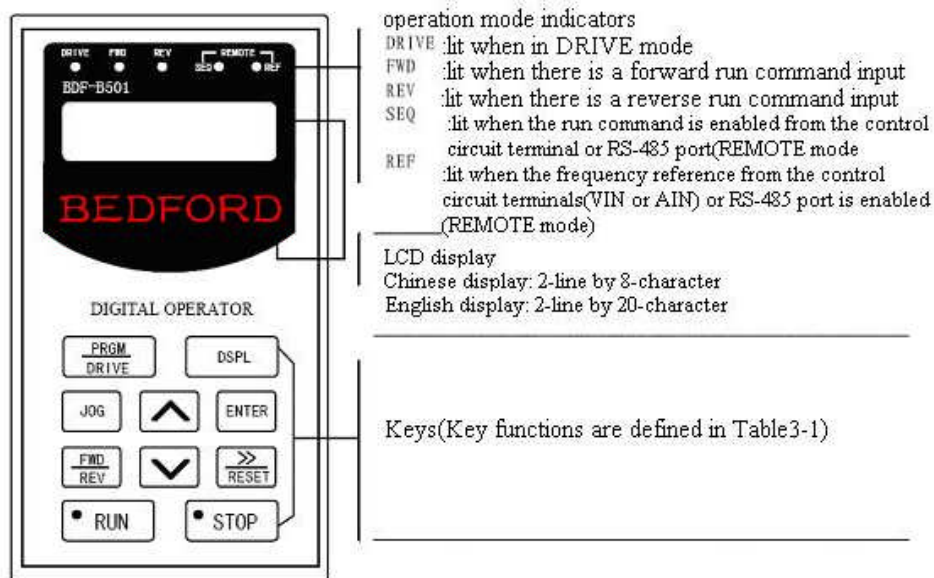 DRIVE FWD REV REMOTE
SEQ REF
BDF-B501
BEDFORD
DIGITAL OPERATOR
PRGM
DRIVE
DSPL
JOG
ENTER
FWD
REV
>>
RESET
RUN
STOP
operation mode indicators
DRIVE :lit when in DRIVE mode
FWD :lit when there is a forward run command input
REV :lit when there is a reverse run command input
SEQ
:lit when the run command is enabled from the control
circuit terminal or RS-485 port(REMOTE mode
REF
:lit when the frequency reference from the control
circuit terminals(VIN or AIN) or RS-485 port is enabled
(REMOTE mode)
LCD display
Chinese display: 2-line by 8-character
English display: 2-line by 20-character
Keys(Key functions are defined in Table3-1)